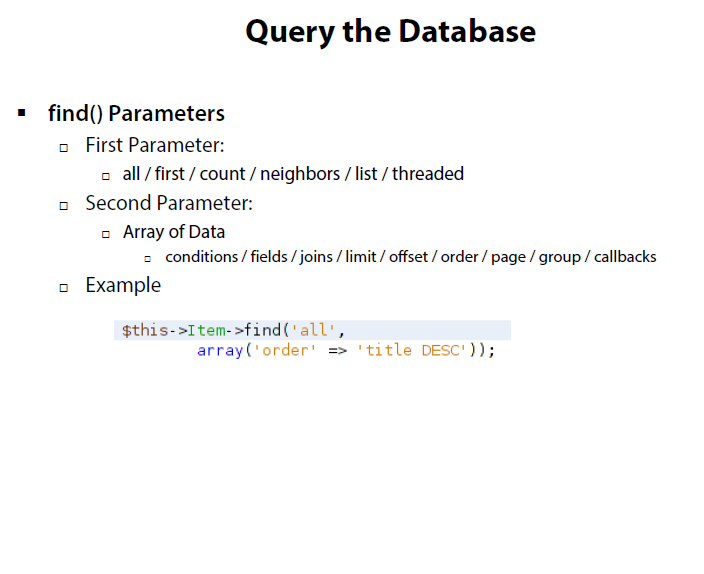 Query the Database
find() Parameters
First Parameter:
all / first / count / neighbors / list / threaded
Second Parameter:
Array of Data
conditions / fields / joins / limit / offset / order / page / group / callbacks
Example
$this->Item->find('all',
array('order' => 'title DESC'));